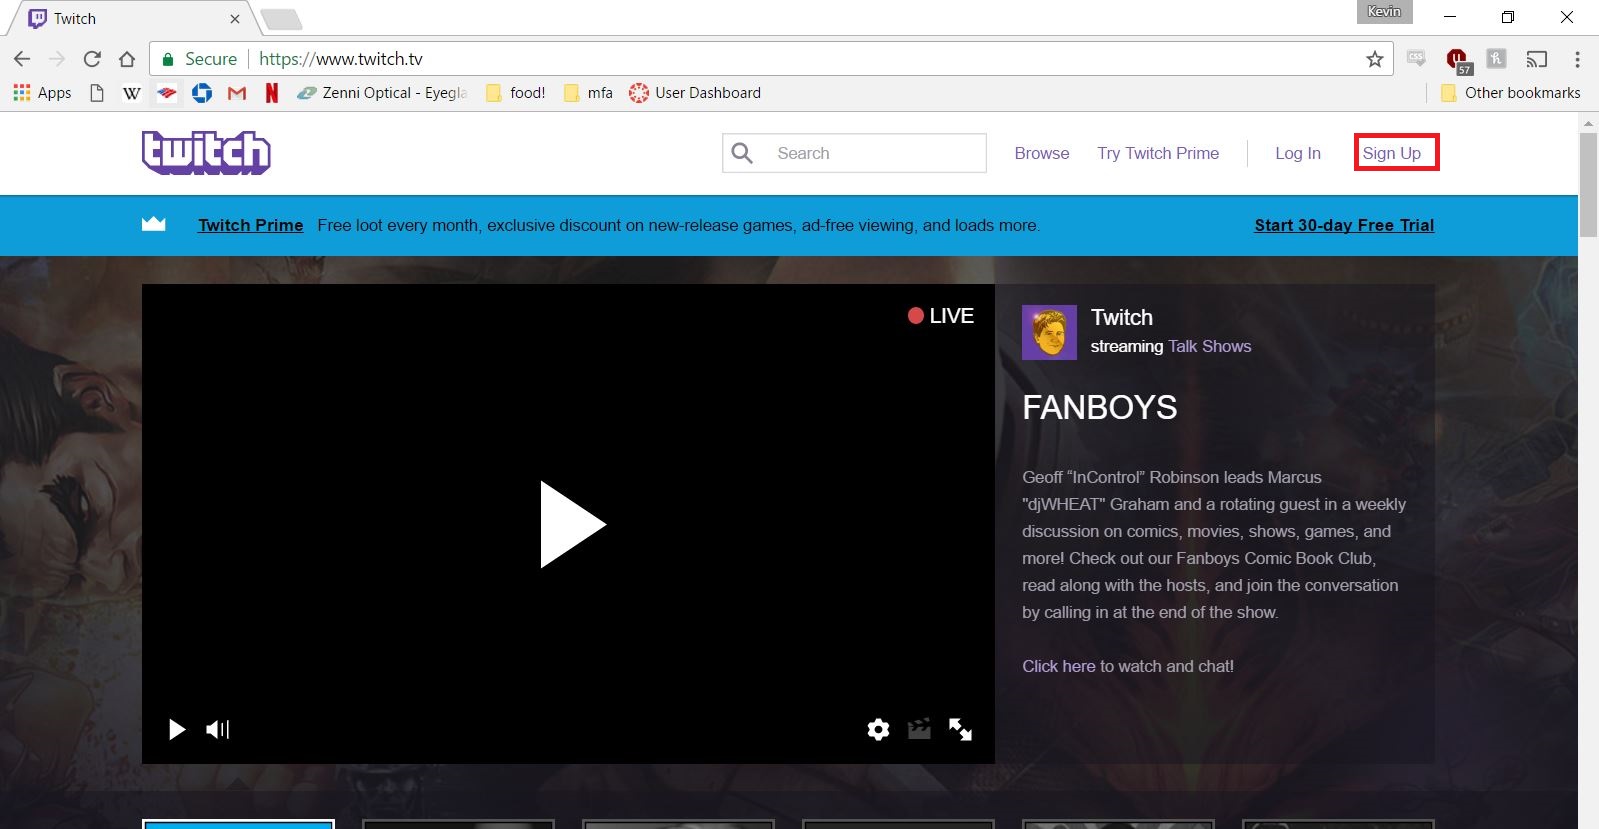 Twitch
Kevin
Secure https://www.twitch.tv
57
Apps
W
N
Zenni Optical - Eyegla
food!
mfa
User Dashboard
Other bookmarks
twitch
Search
Browse
Try Twitch Prime
Log In
Sign Up
Twitch Prime Free loot every month, exclusive discount on new-release games, ad-free viewing, and loads more.
Start 30-day Free Trial
LIVE
Twitch
streaming Talk Shows
FANBOYS
Geoff “InControl” Robinson leads Marcus
"djWHEAT" Graham and a rotating guest in a weekly
discussion on comics, movies, shows, games, and
more! Check out our Fanboys Comic Book Club,
read along with the hosts, and join the conversation
by calling in at the end of the show.
Click here to watch and chat!